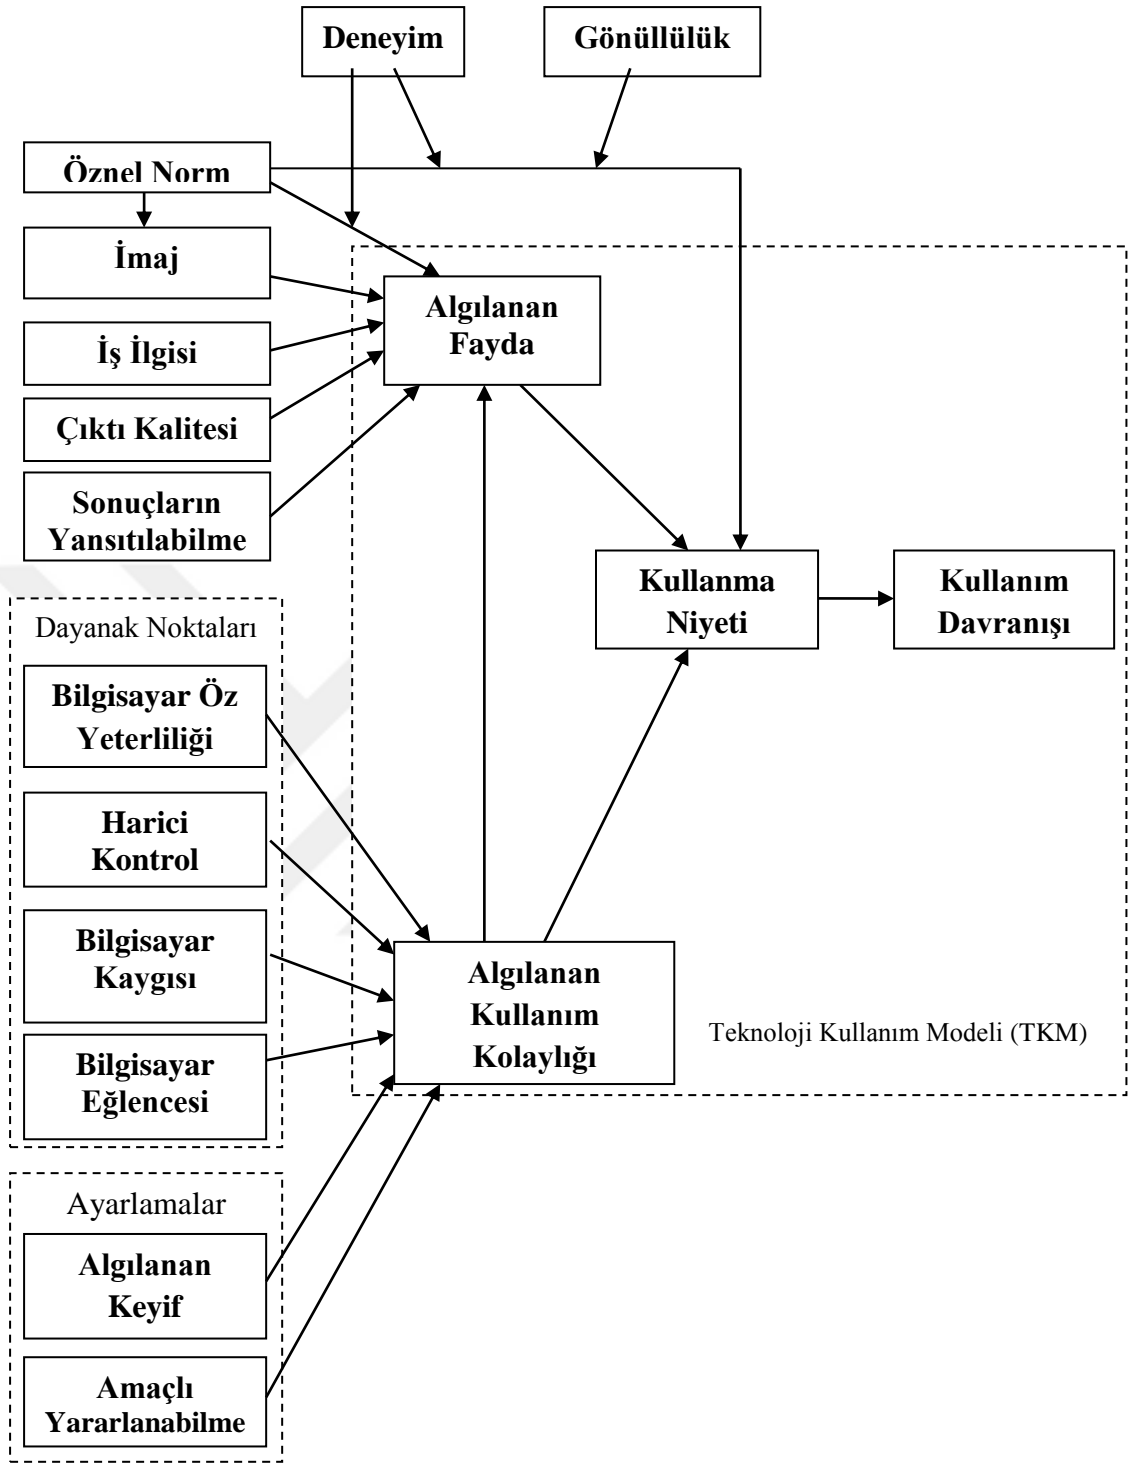 Deneyim
Gönüllülük
Öznel Norm
İmaj
İş İlgisi
Çıktı Kalitesi
Sonuçların
Yansıtılabilme
Algılanan
Fayda
Kullanma
Niyeti
Kullanım
Davranışı
Dayanak Noktaları
Bilgisayar Öz
Yeterliliği
Harici
Kontrol
Bilgisayar
Kaygısı
Bilgisayar
Eğlencesi
Algılanan
Kullanım
Kolaylığı
Teknoloji Kullanım Modeli (TKM)
Ayarlamalar
Algılanan
Keyif
Amaçlı
Yararlanabilme